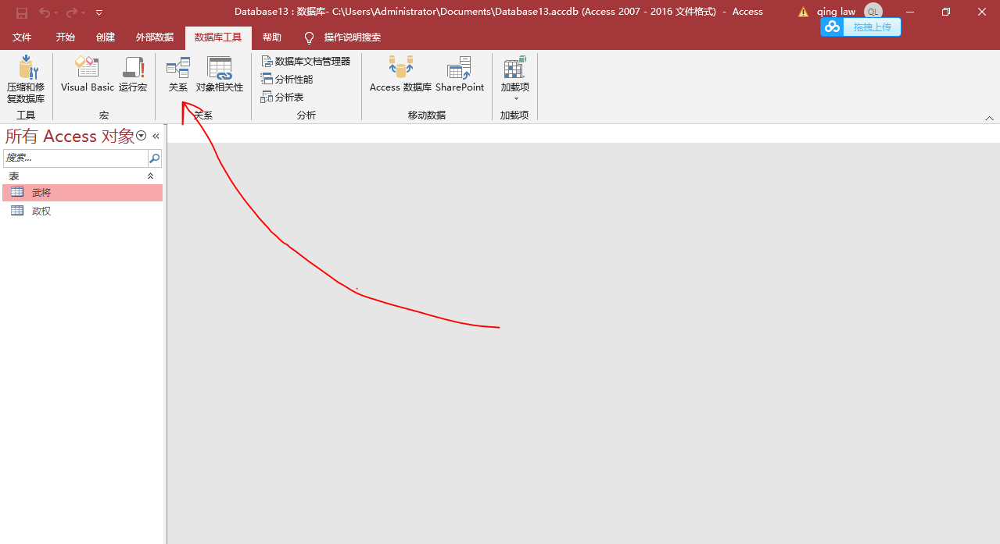 Database13 : 数据库- C:\Users\Administrator\Documents\Database13.accdb (Access 2007 - 2016 文件格式) - Access
qing law QL
拖拽上传
文件 开始 创建 外部数据 数据库工具 帮助 操作说明搜索
压缩和修
复数据库
Visual Basic 运行宏
关系 对象相关性
数据库文档管理器
分析性能
分析表
Access 数据库 SharePoint
加载项
工具 宏 关系 分析 移动数据 加载项
所有 Access 对象
搜索...
表
武将
政权